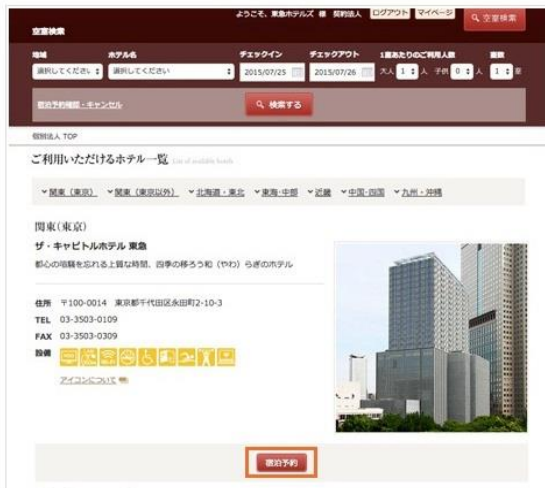 ようこそ、東急ホテルズ 様 契約法人 ログアウト マイページ 空室検索
空室検索
地域 ホテル名 チェックイン チェックアウト 1室あたりのご利用人数 室数
選択してください 選択してください 2015/07/25 2015/07/26 大人 1 人 子供 0 人 1 室
宿泊予約確認・キャンセル 検索する
個別法人 TOP
ご利用いただけるホテル一覧 List of available hotels
関東（東京） 関東（東京以外） 北海道・東北 東海・中部 近畿 中国・四国 九州・沖縄
関東(東京)
ザ・キャピトルホテル 東急
都心の喧騒を忘れる上質な時間、四季の移ろう和（やわ）らぎのホテル
住所 〒100-0014 東京都千代田区永田町2-10-3
TEL 03-3503-0109
FAX 03-3503-0309
設備
アイコンについて
宿泊予約